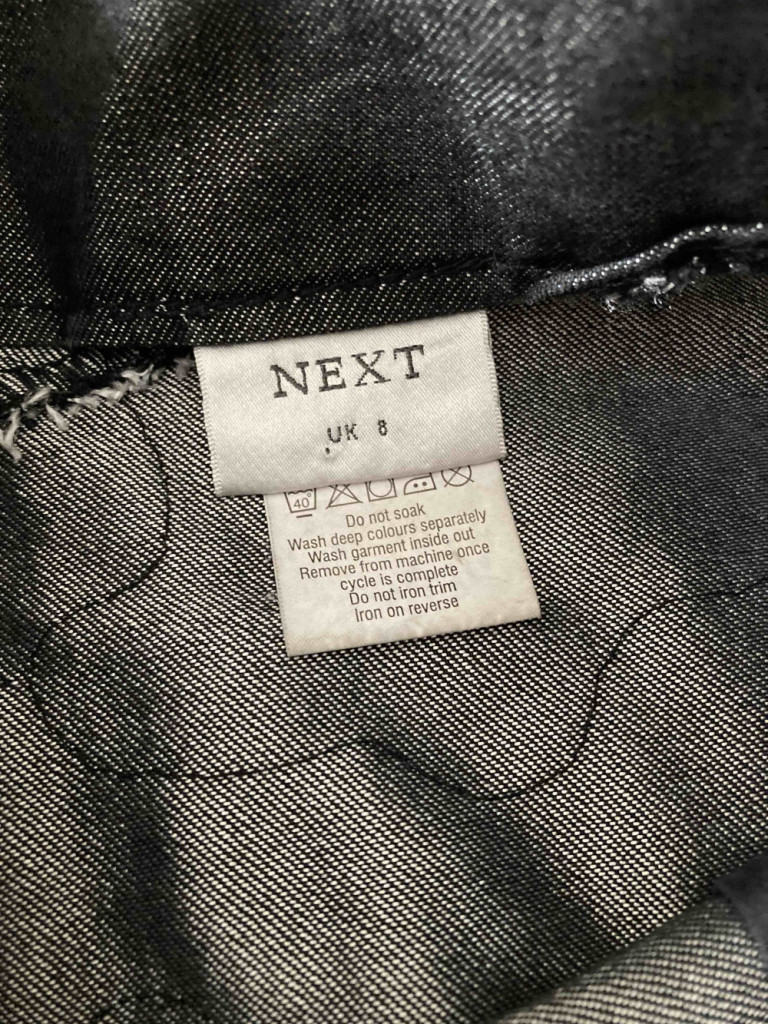 NEXT
UK 8
40
Do not soak
Wash deep colours separately
Wash garment inside out
Remove from machine once
cycle is complete
Do not iron trim
Iron on reverse